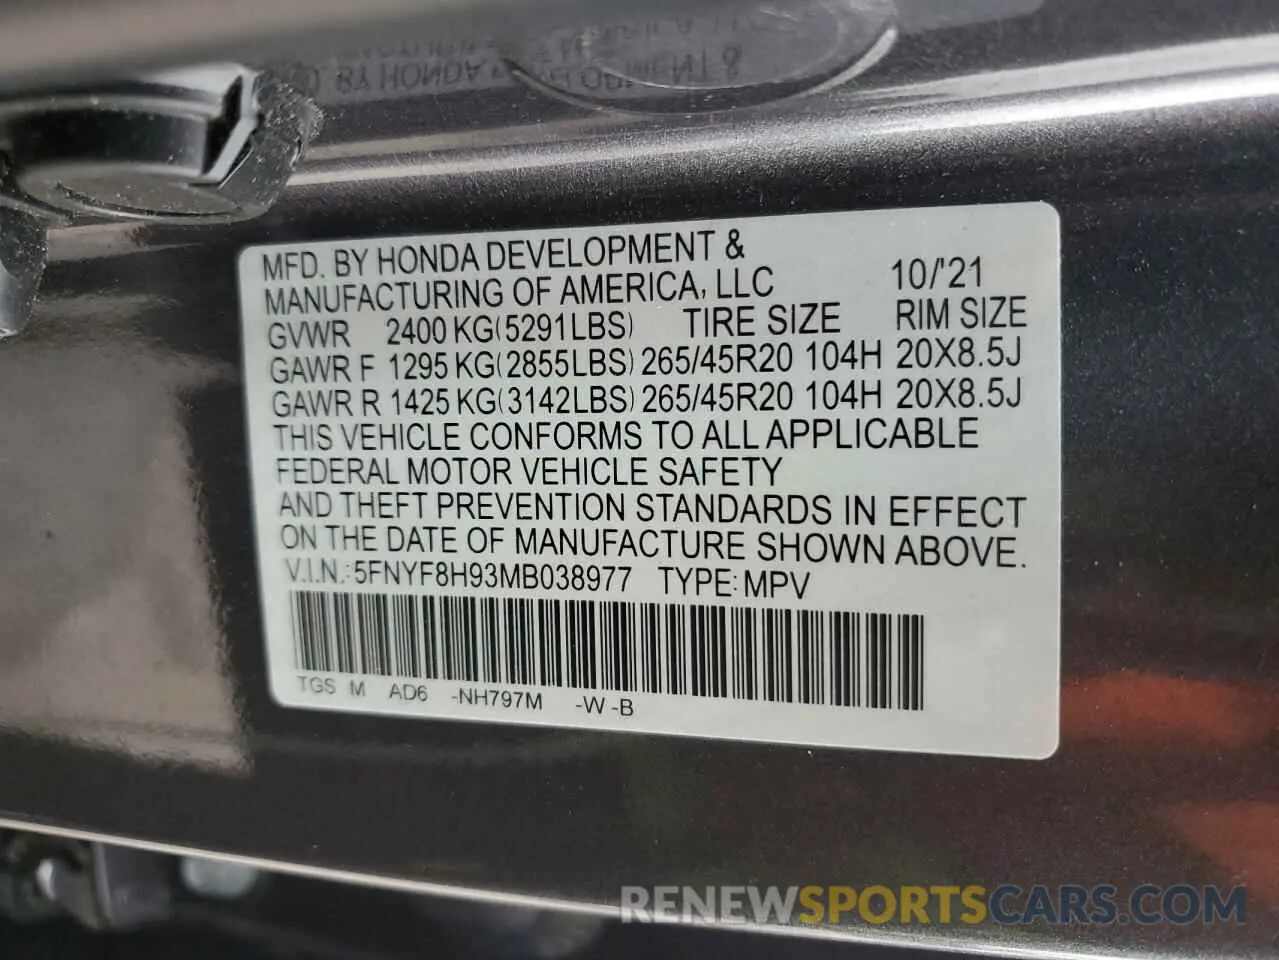 MFD. BY HONDA DEVELOPMENT &
MANUFACTURING OF AMERICA, LLC 10/'21
GVWR 2400 KG(5291LBS) TIRE SIZE RIM SIZE
GAWR F 1295 KG(2855LBS) 265/45R20 104H 20X8.5J
GAWR R 1425 KG(3142LBS) 265/45R20 104H 20X8.5J
THIS VEHICLE CONFORMS TO ALL APPLICABLE
FEDERAL MOTOR VEHICLE SAFETY
AND THEFT PREVENTION STANDARDS IN EFFECT
ON THE DATE OF MANUFACTURE SHOWN ABOVE.
V.I.N.: 5FNYF8H93MB038977 TYPE: MPV
TGS M AD6 -NH797M -W -B
RENEWSPORTSCARS.COM